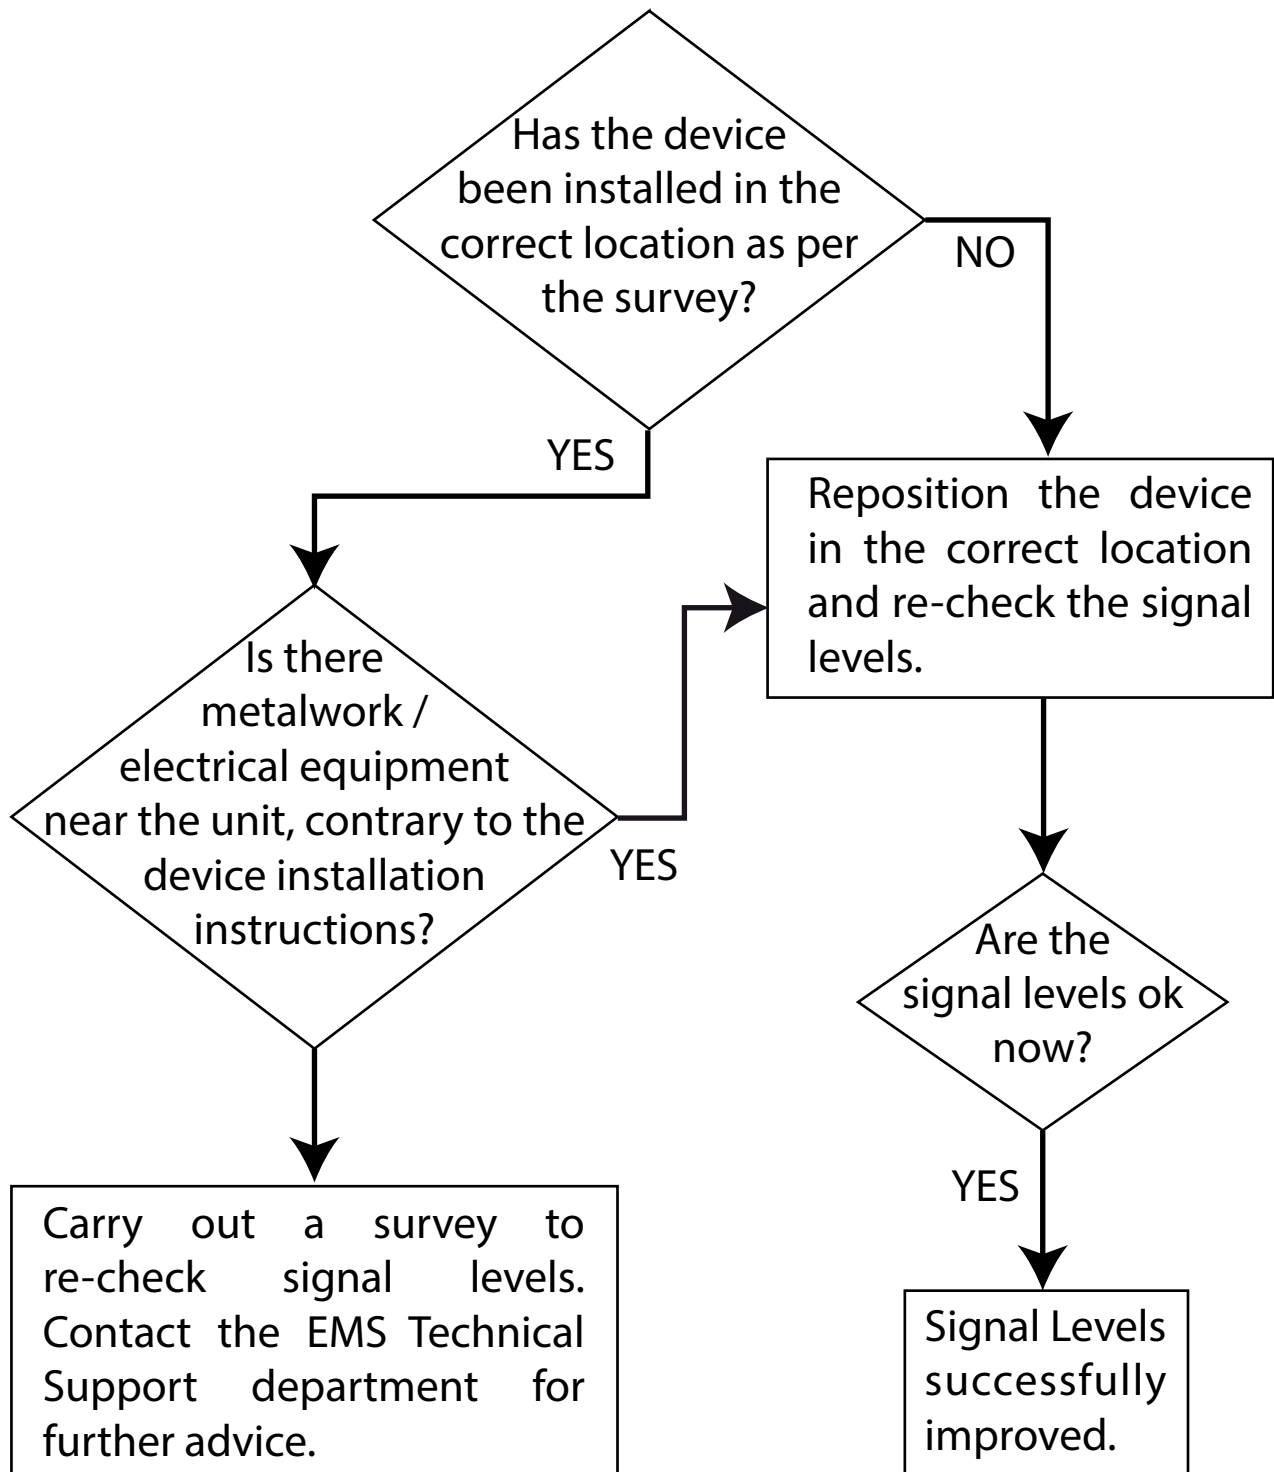 Has the device
been installed in the
correct location as per
the survey?
NO
YES
Reposition the device
in the correct location
and re-check the signal
levels.
Is there
metalwork /
electrical equipment
near the unit, contrary to the
device installation
instructions?
YES
Are the
signal levels ok
now?
YES
Carry out a survey to
re-check signal levels.
Contact the EMS Technical
Support department for
further advice.
Signal Levels
successfully
improved.